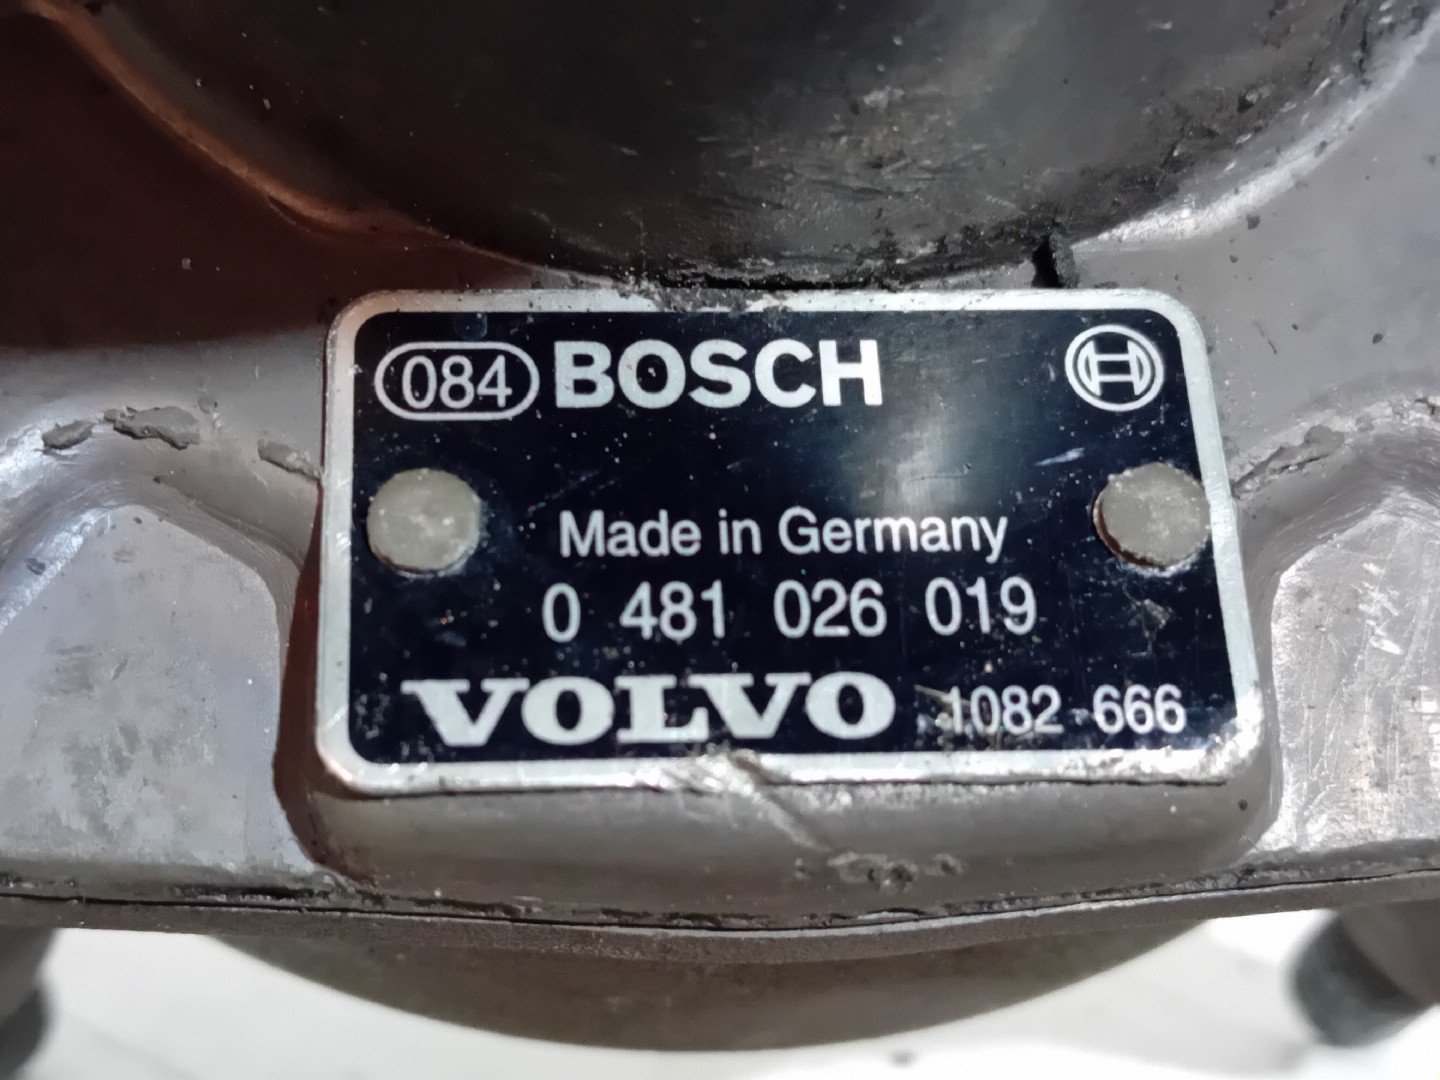 084 BOSCH
Made in Germany
0 481 026 019
VOLVO 1082 666